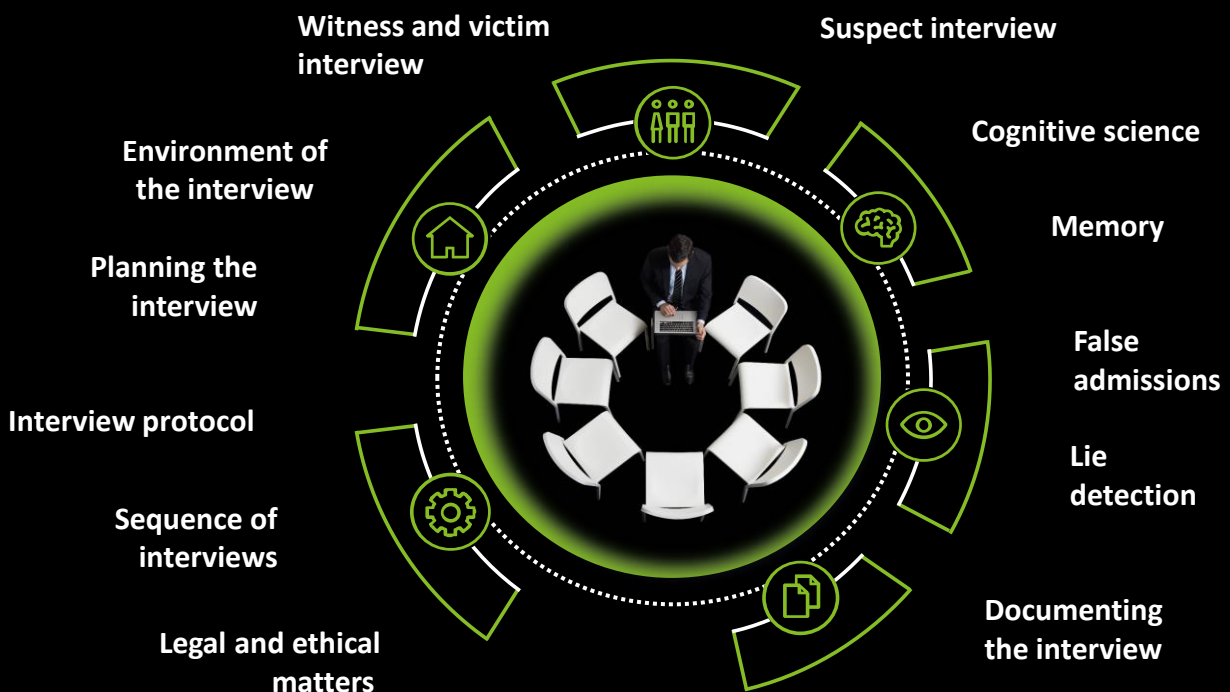 Witness and victim
interview
Suspect interview
Cognitive science
Memory
False
admissions
Lie
detection
Documenting
the interview
Legal and ethical
matters
Sequence of
interviews
Interview protocol
Planning the
interview
Environment of
the interview